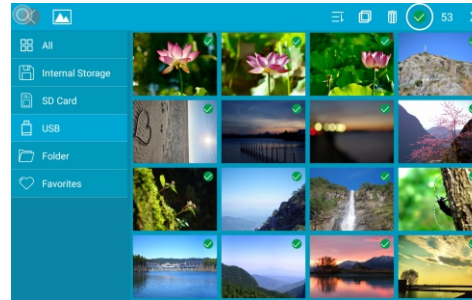 53
All
Internal Storage
SD Card
USB
Folder
Favorites